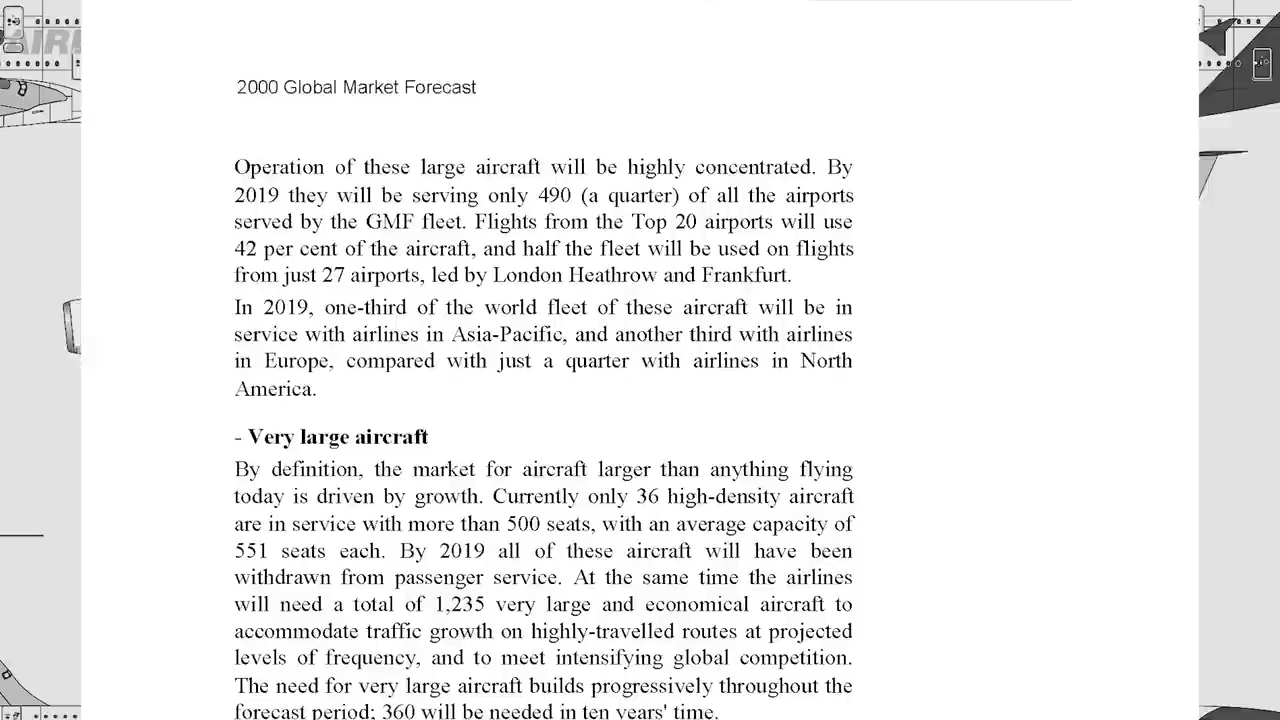 2000 Global Market Forecast
Operation of these large aircraft will be highly concentrated. By
2019 they will be serving only 490 (a quarter) of all the airports
served by the GMF fleet. Flights from the Top 20 airports will use
42 per cent of the aircraft, and half the fleet will be used on flights
from just 27 airports, led by London Heathrow and Frankfurt.
In 2019, one-third of the world fleet of these aircraft will be in
service with airlines in Asia-Pacific, and another third with airlines
in Europe, compared with just a quarter with airlines in North
America.
- Very large aircraft
By definition, the market for aircraft larger than anything flying
today is driven by growth. Currently only 36 high-density aircraft
are in service with more than 500 seats, with an average capacity of
551 seats each. By 2019 all of these aircraft will have been
withdrawn from passenger service. At the same time the airlines
will need a total of 1,235 very large and economical aircraft to
accommodate traffic growth on highly-travelled routes at projected
levels of frequency, and to meet intensifying global competition.
The need for very large aircraft builds progressively throughout the
forecast period; 360 will be needed in ten years' time.